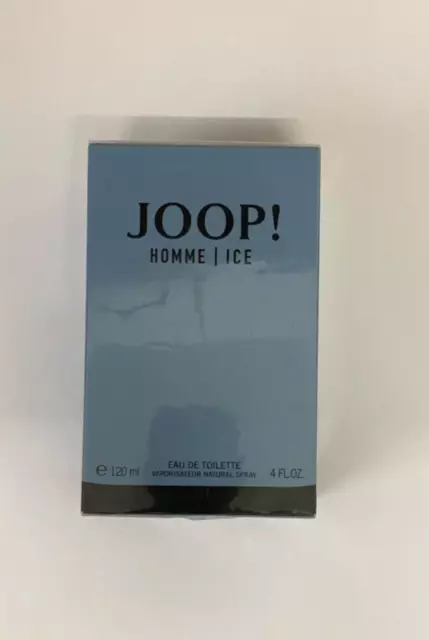 JOOP!
HOMME | ICE
EAU DE TOILETTE
℮ 120 ml VAPORISATEUR NATURAL SPRAY 4 FL.OZ.